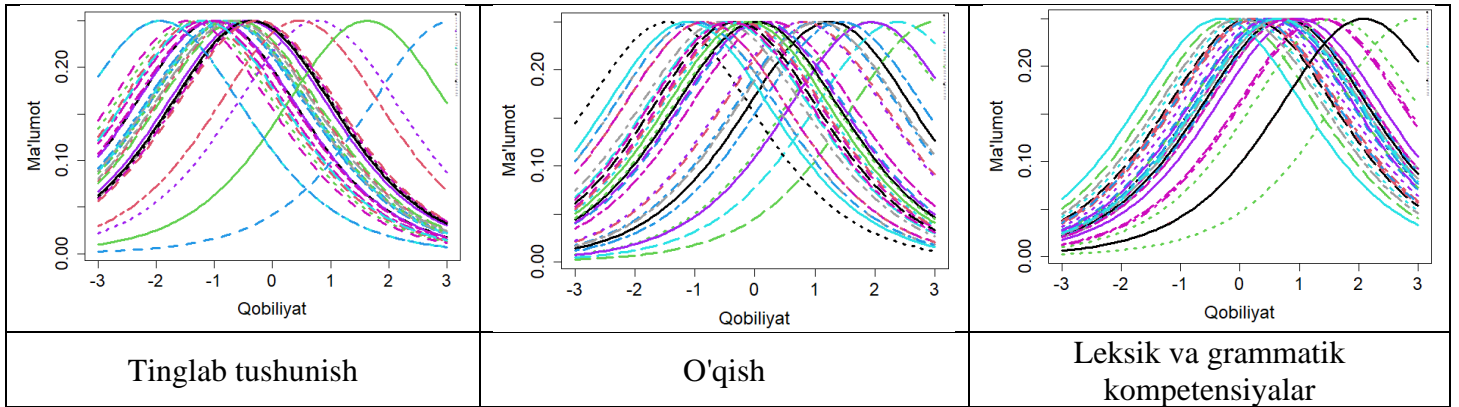 Ma'lumot
0.00 0.10 0.20
-3 -2 -1 0 1 2 3
Qobiliyat
Ma'lumot
0.00 0.10 0.20
-3 -2 -1 0 1 2 3
Qobiliyat
Ma'lumot
0.00 0.10 0.20
-3 -2 -1 0 1 2 3
Qobiliyat
Tinglab tushunish
O'qish
Leksik va grammatik
kompetensiyalar